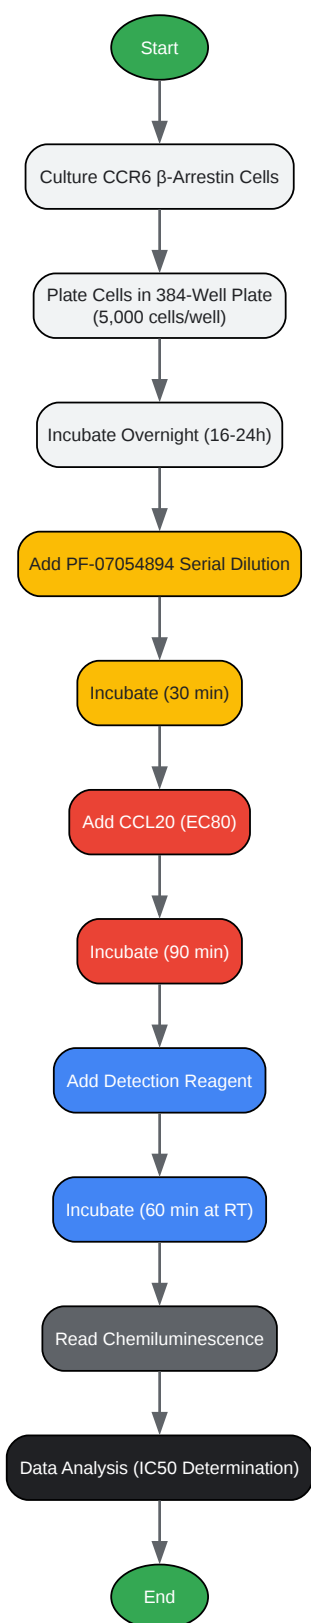 Start
Culture CCR6 β-Arrestin Cells
Plate Cells in 384-Well Plate
(5,000 cells/well)
Incubate Overnight (16-24h)
Add PF-07054894 Serial Dilution
Incubate (30 min)
Add CCL20 (EC80)
Incubate (90 min)
Add Detection Reagent
Incubate (60 min at RT)
Read Chemiluminescence
Data Analysis (IC50 Determination)
End